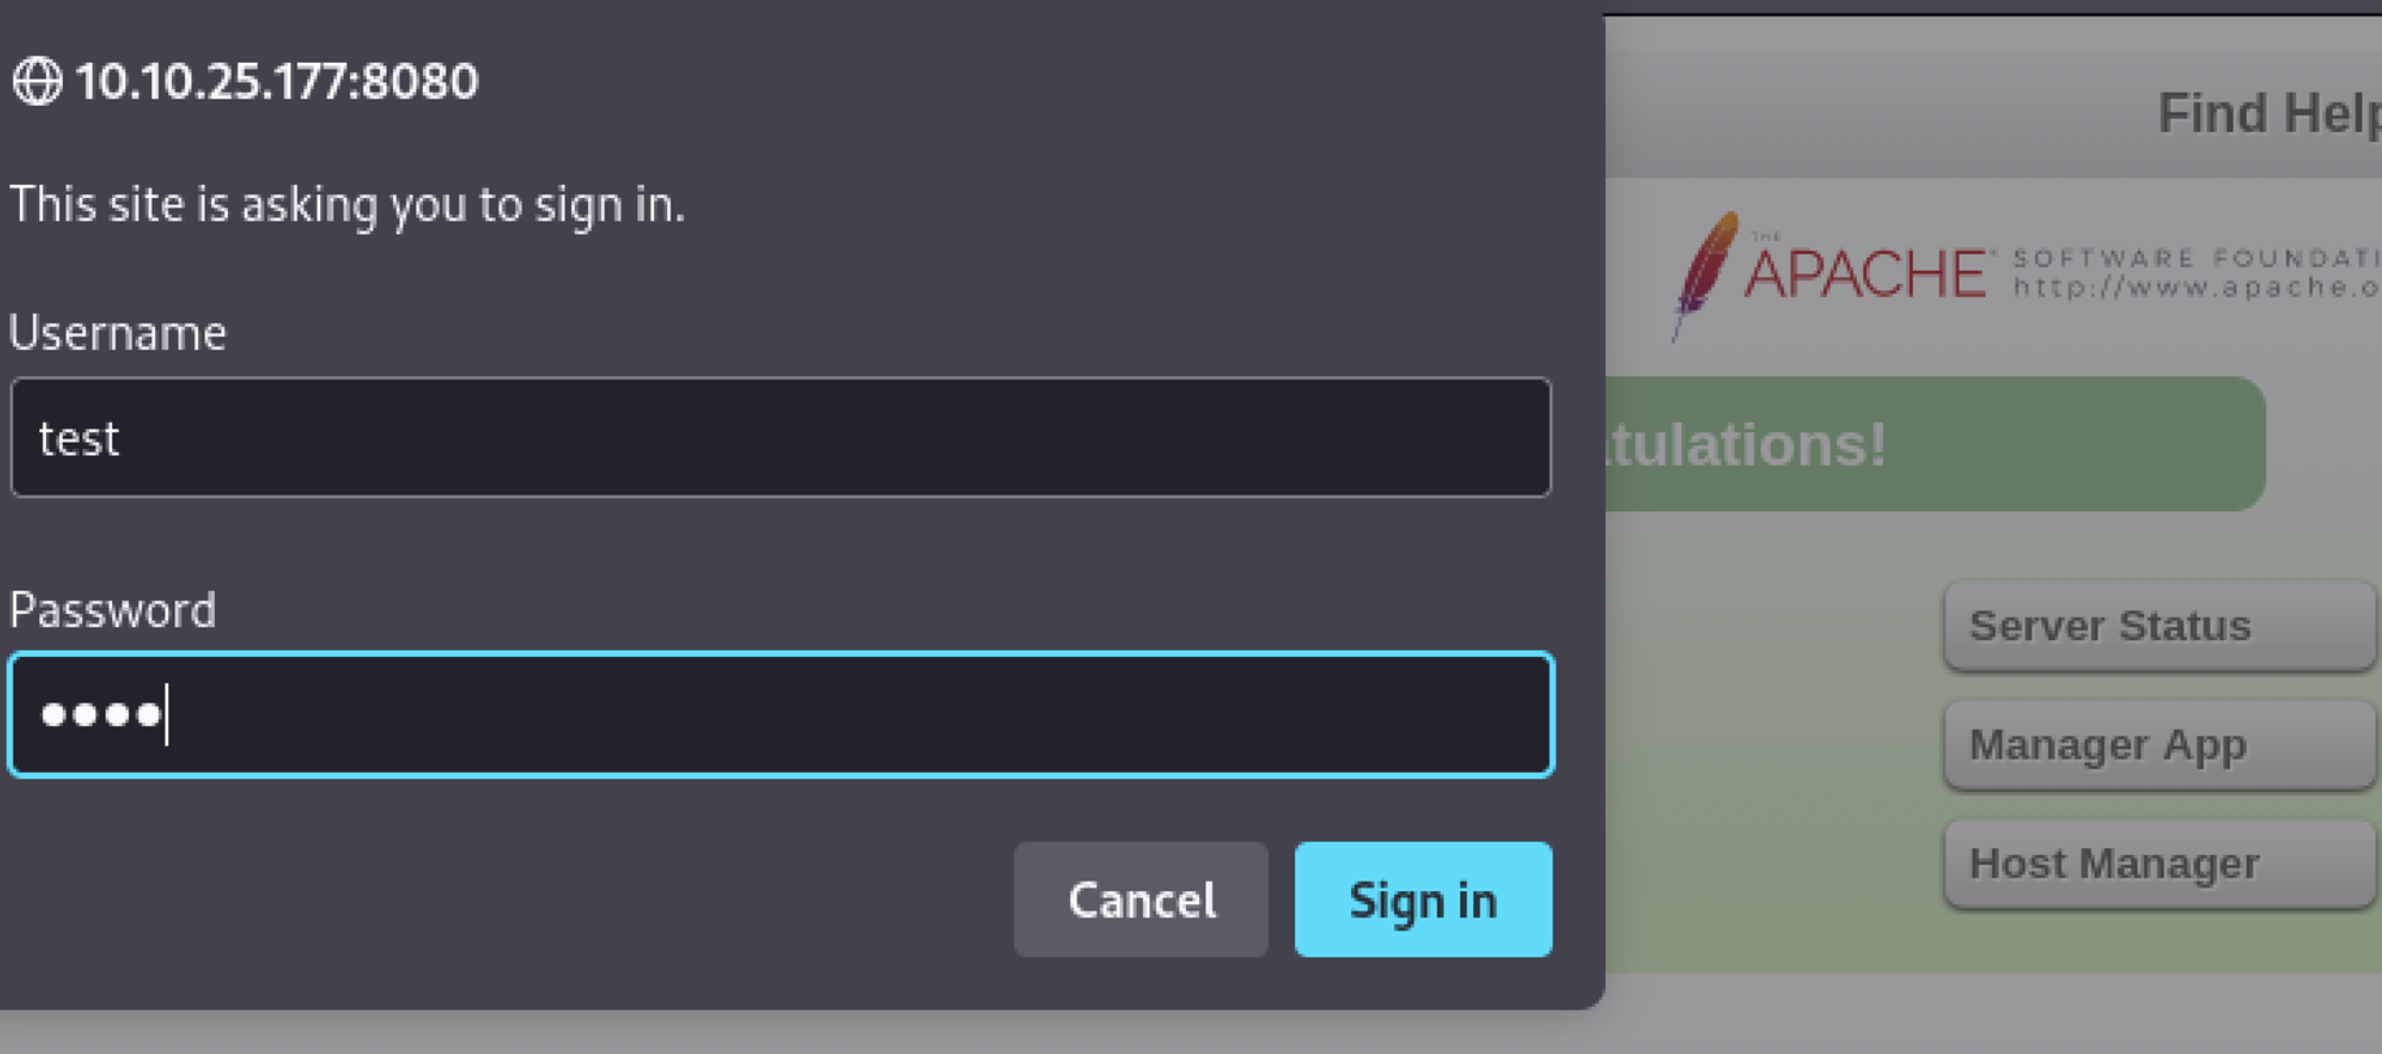 10.10.25.177:8080
This site is asking you to sign in.
Username
test
Password
••••
Cancel
Sign in
Find Help
THE
APACHE
SOFTWARE FOUNDATI
http://www.apache.o
tulations!
Server Status
Manager App
Host Manager